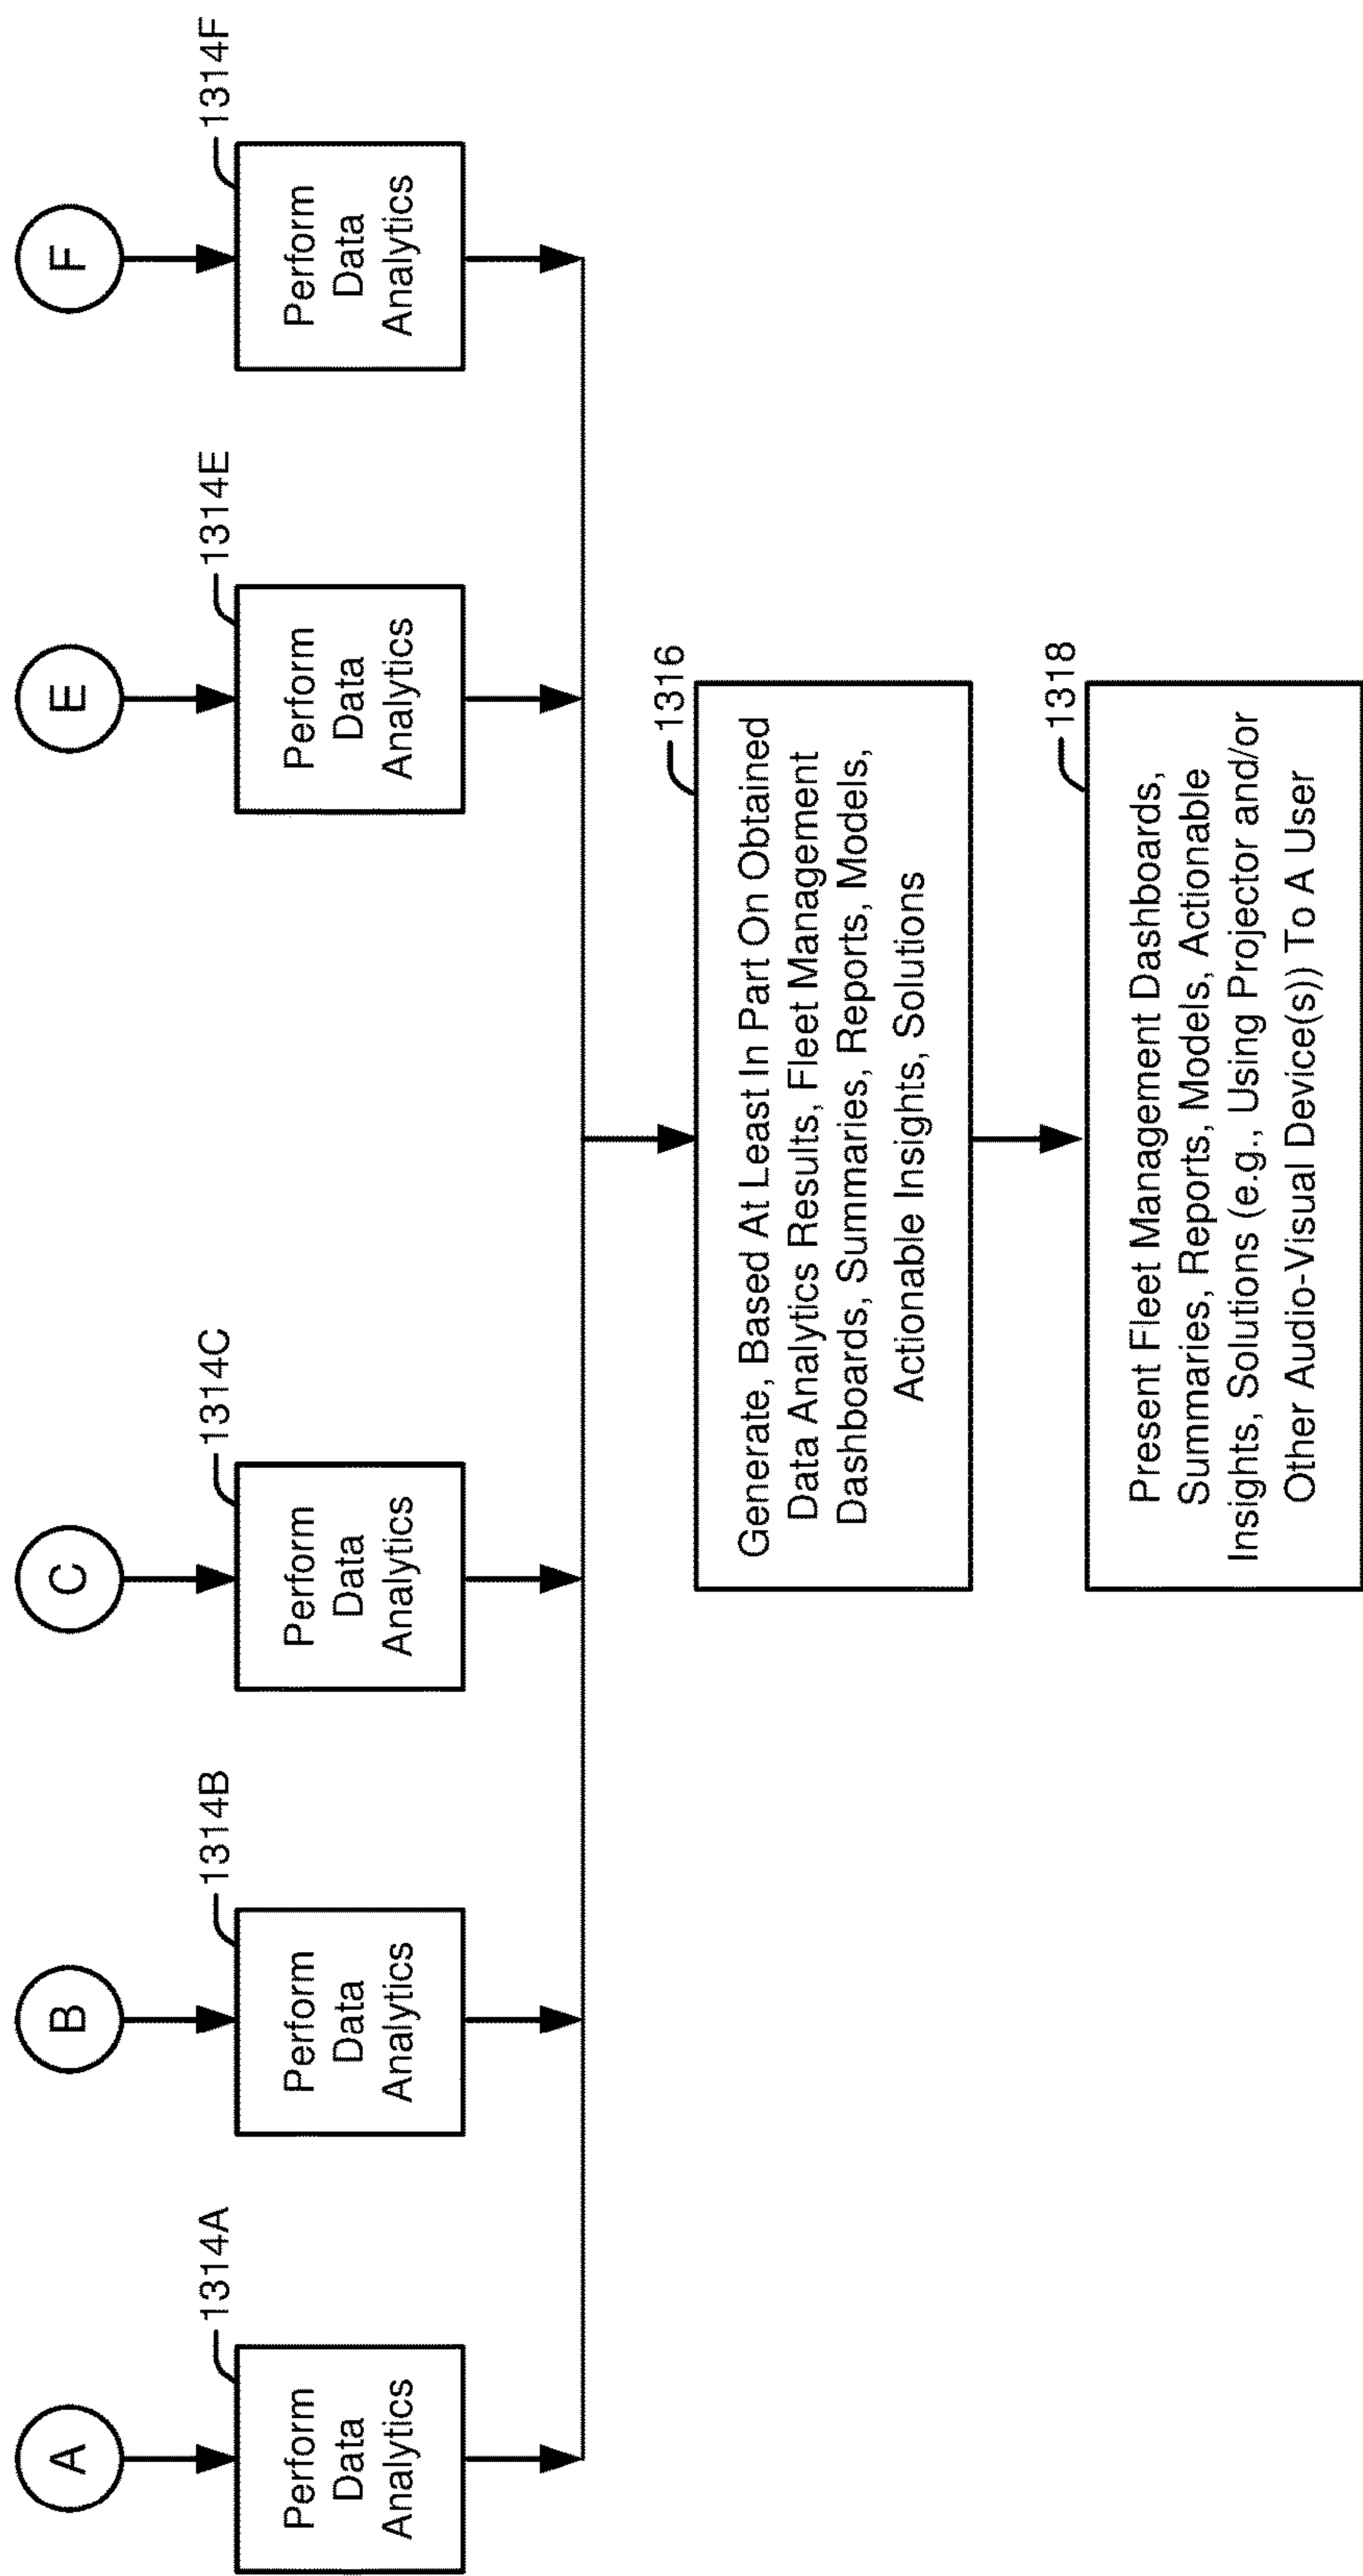 A
B
C
E
F
1314A
1314B
1314C
1314E
1314F
Perform
Data
Analytics
Perform
Data
Analytics
Perform
Data
Analytics
Perform
Data
Analytics
Perform
Data
Analytics
1316
Generate, Based At Least In Part On Obtained
Data Analytics Results, Fleet Management
Dashboards, Summaries, Reports, Models,
Actionable Insights, Solutions
1318
Present Fleet Management Dashboards,
Summaries, Reports, Models, Actionable
Insights, Solutions (e.g., Using Projector and/or
Other Audio-Visual Device(s)) To A User